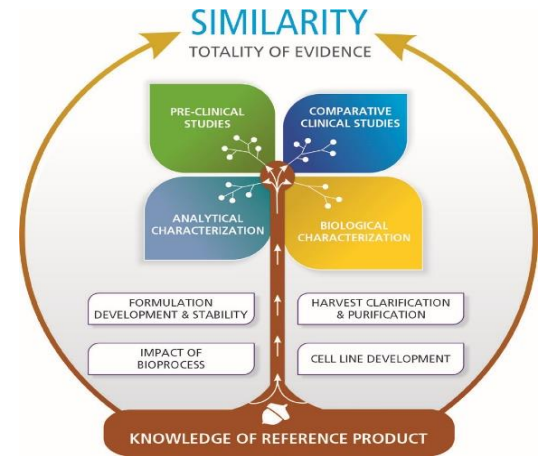 SIMILARITY
TOTALITY OF EVIDENCE
PRE-CLINICAL
STUDIES
COMPARATIVE
CLINICAL STUDIES
ANALYTICAL
CHARACTERIZATION
BIOLOGICAL
CHARACTERIZATION
FORMULATION
DEVELOPMENT & STABILITY
HARVEST CLARIFICATION
& PURIFICATION
IMPACT OF
BIOPROCESS
CELL LINE DEVELOPMENT
KNOWLEDGE OF REFERENCE PRODUCT